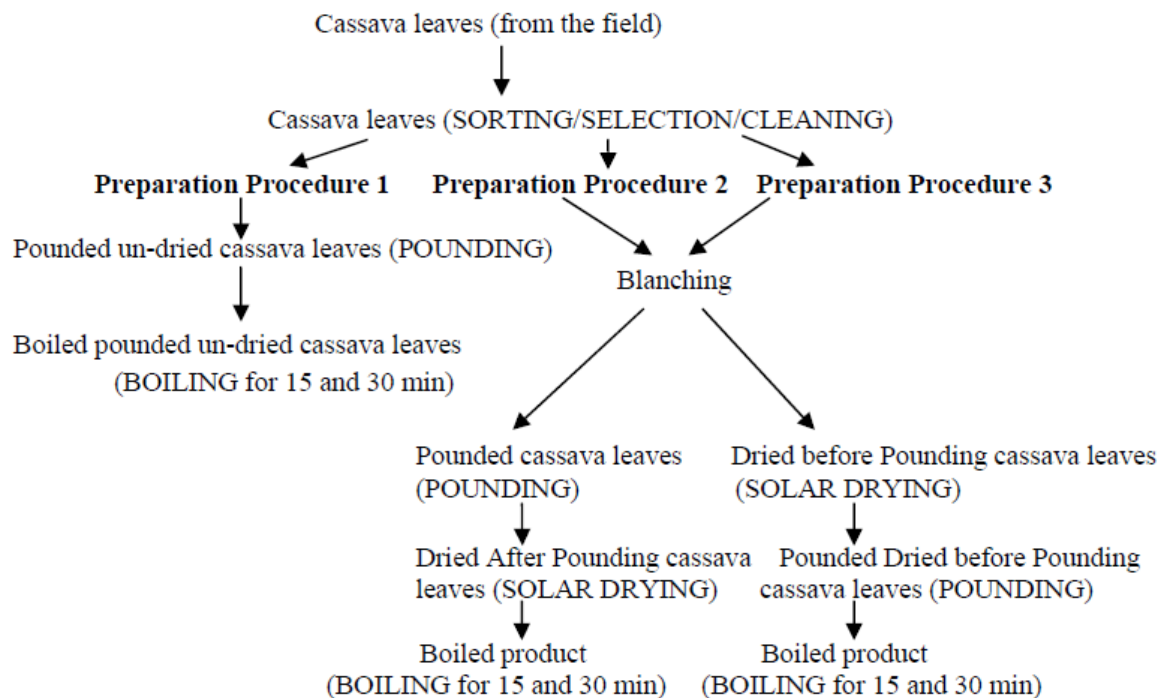 Cassava leaves (from the field)
Cassava leaves (SORTING/SELECTION/CLEANING)
Preparation Procedure 1
Preparation Procedure 2
Preparation Procedure 3
Pounded un-dried cassava leaves (POUNDING)
Blanching
Boiled pounded un-dried cassava leaves
(BOILING for 15 and 30 min)
Pounded cassava leaves
(POUNDING)
Dried before Pounding cassava leaves
(SOLAR DRYING)
Dried After Pounding cassava
leaves (SOLAR DRYING)
Pounded Dried before Pounding
cassava leaves (POUNDING)
Boiled product
(BOILING for 15 and 30 min)
Boiled product
(BOILING for 15 and 30 min)